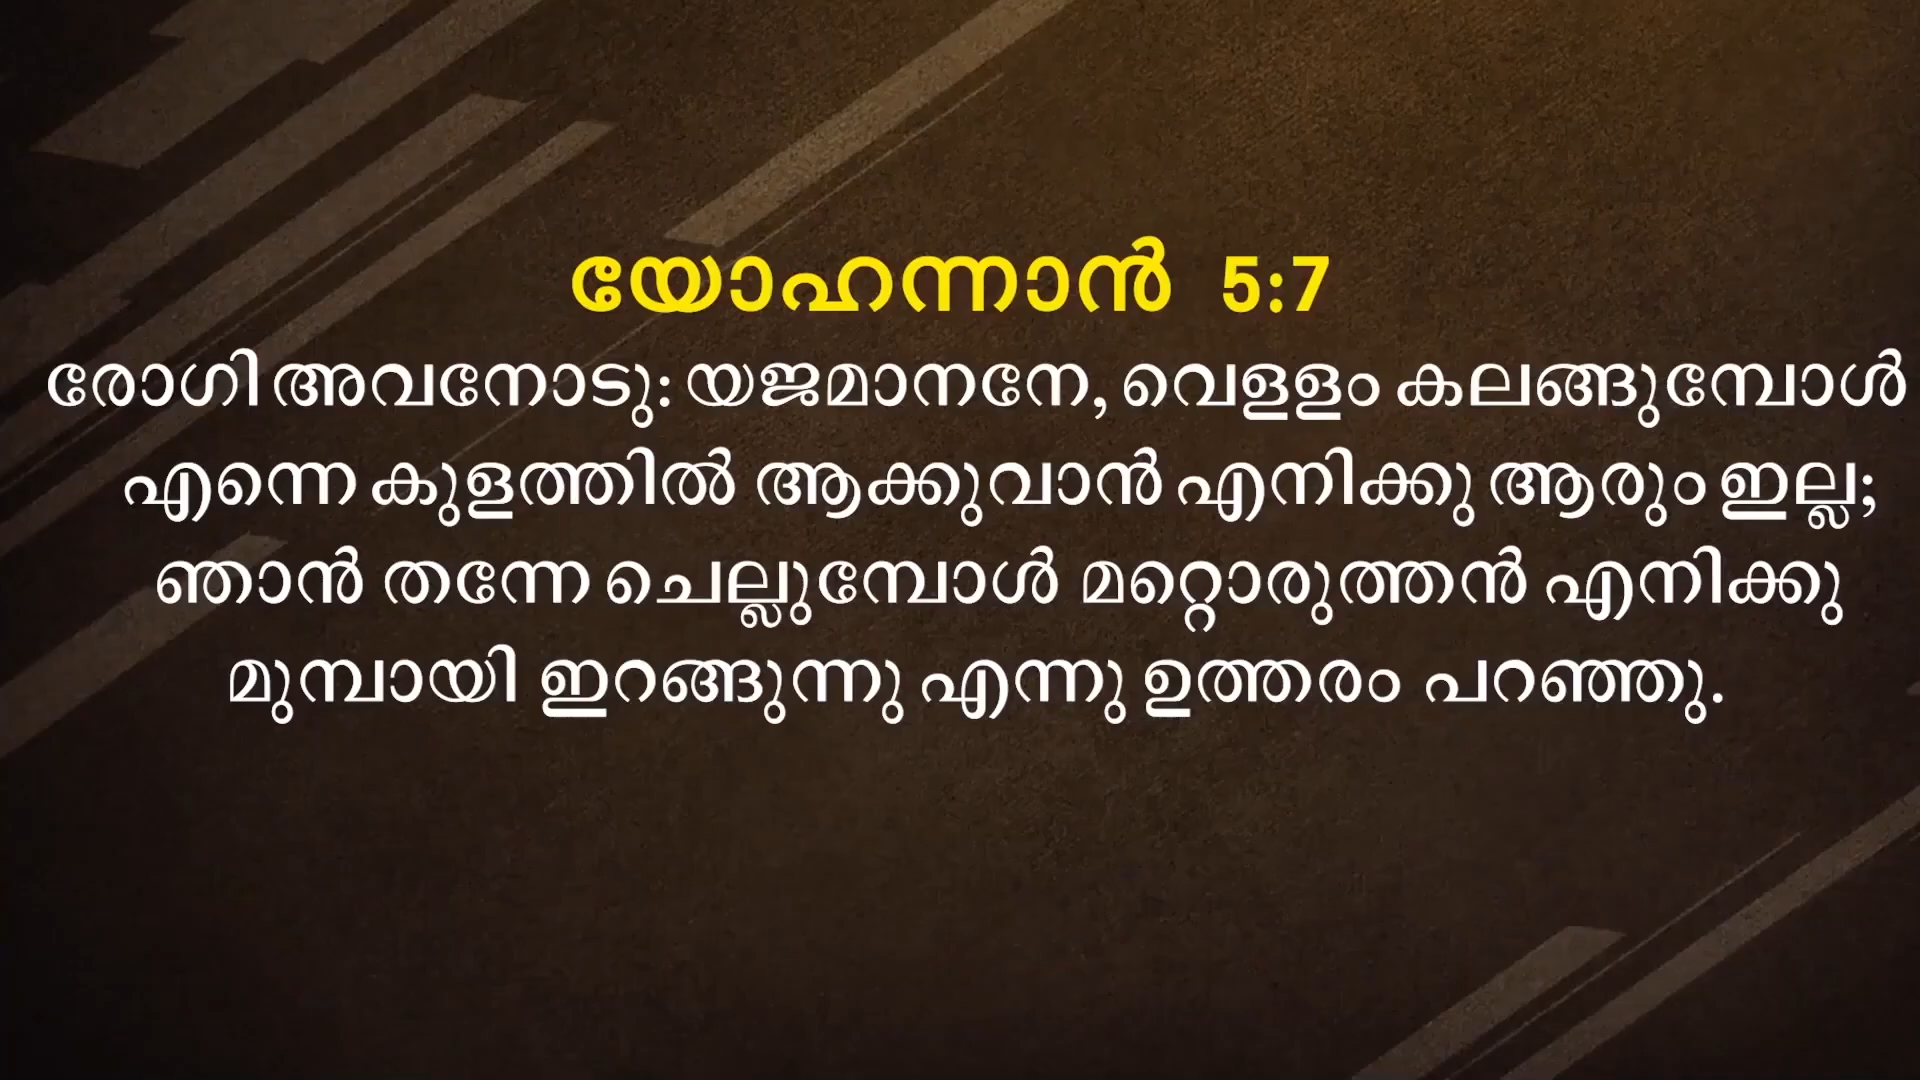 യോഹന്നാൻ 5:7
രോഗി അവനോടു: യജമാനനേ, വെള്ളം കലങ്ങുമ്പോൾ
എന്നെ കുളത്തിൽ ആക്കുവാൻ എനിക്കു ആരും ഇല്ല;
ഞാൻ തന്നേ ചെല്ലുമ്പോൾ മറ്റൊരുത്തൻ എനിക്കു
മുമ്പായി ഇറങ്ങുന്നു എന്നു ഉത്തരം പറഞ്ഞു.